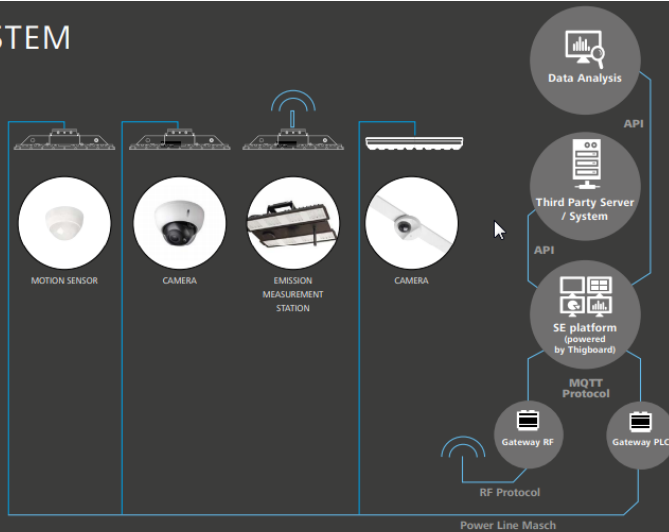 STEM
Data Analysis
API
Third Party Server
/ System
API
MOTION SENSOR
CAMERA
EMISSION
MEASUREMENT
STATION
CAMERA
SE platform
(powered
by Thigboard)
MQTT
Protocol
Gateway RF
Gateway PLC
RF Protocol
Power Line Masch